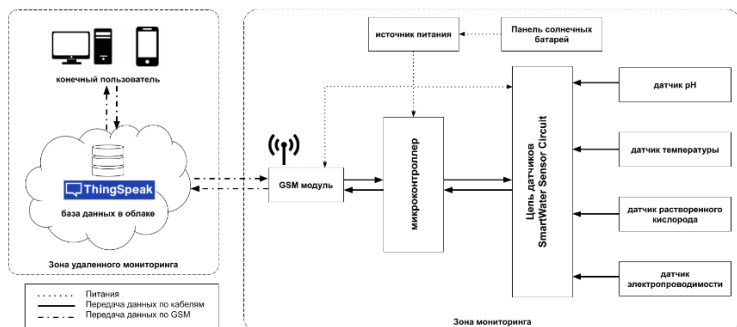 конечный пользователь
ThingSpeak
база данных в облаке
Зона удаленного мониторинга
Питания
Передача данных по кабелям
Передача данных по GSM
источник питания
Панель солнечных
батарей
GSM модуль
микроконтроллер
Цепь датчиков
SmartWater Sensor Circuit
датчик pH
датчик температуры
датчик растворенного
кислорода
датчик
электропроводимости
Зона мониторинга